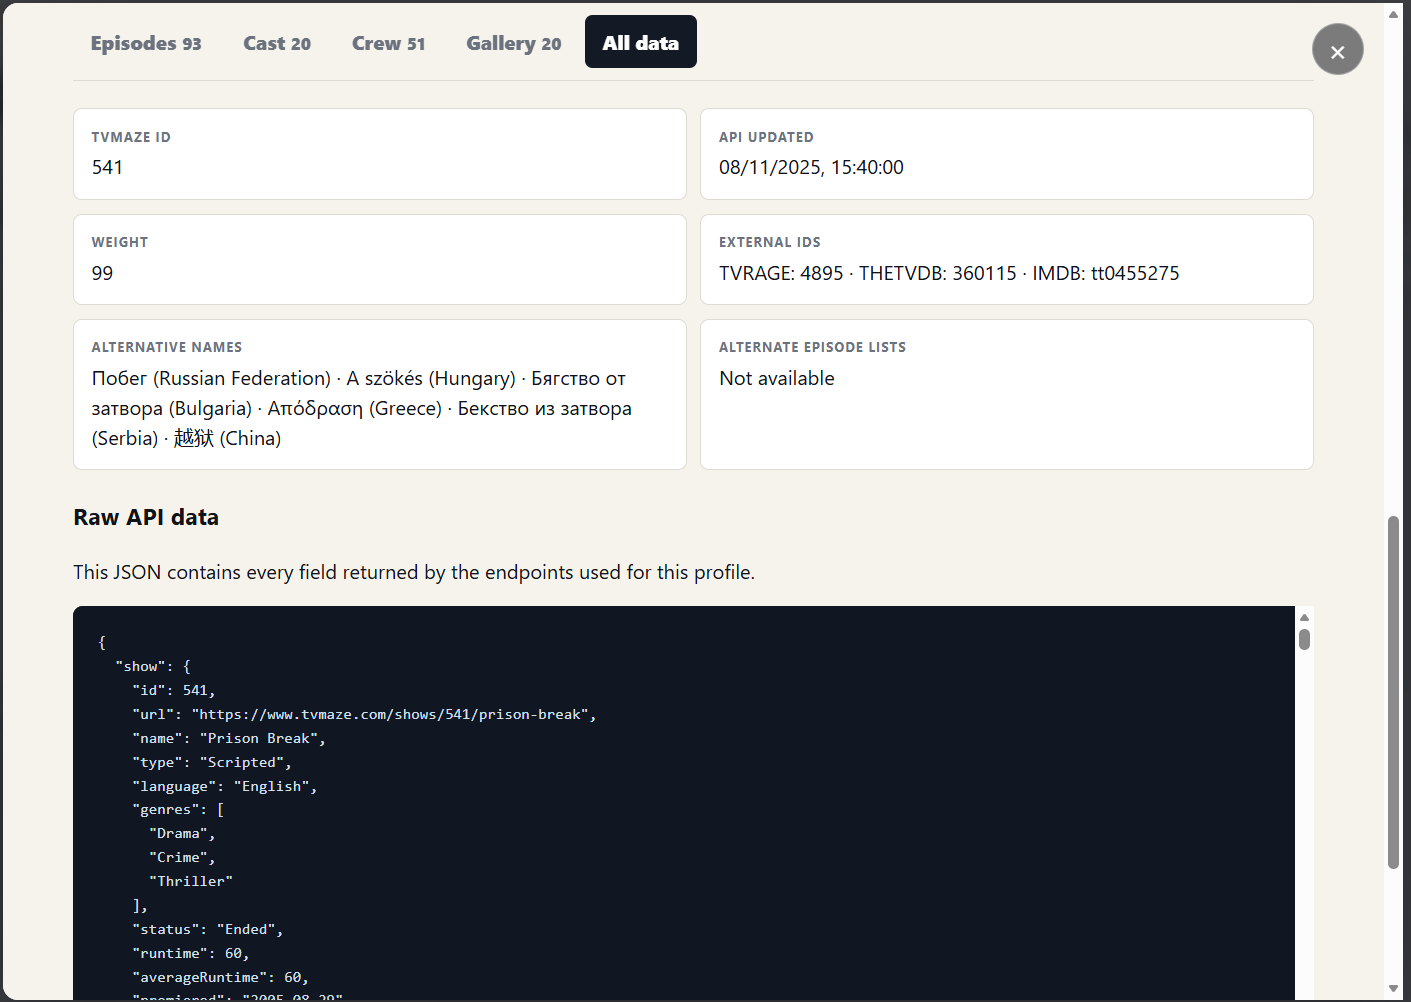 Episodes 93 Cast 20 Crew 51 Gallery 20 All data
×
TVMAZE ID
541
API UPDATED
08/11/2025, 15:40:00
WEIGHT
99
EXTERNAL IDS
TVRAGE: 4895 · THETVDB: 360115 · IMDB: tt0455275
ALTERNATIVE NAMES
Побег (Russian Federation) · A szökés (Hungary) · Бягство от
затвора (Bulgaria) · Απόδραση (Greece) · Бекство из затвора
(Serbia) · 越狱 (China)
ALTERNATE EPISODE LISTS
Not available
Raw API data
This JSON contains every field returned by the endpoints used for this profile.
{
  "show": {
    "id": 541,
    "url": "https://www.tvmaze.com/shows/541/prison-break",
    "name": "Prison Break",
    "type": "Scripted",
    "language": "English",
    "genres": [
      "Drama",
      "Crime",
      "Thriller"
    ],
    "status": "Ended",
    "runtime": 60,
    "averageRuntime": 60,
    "premiered": "2005-08-29"